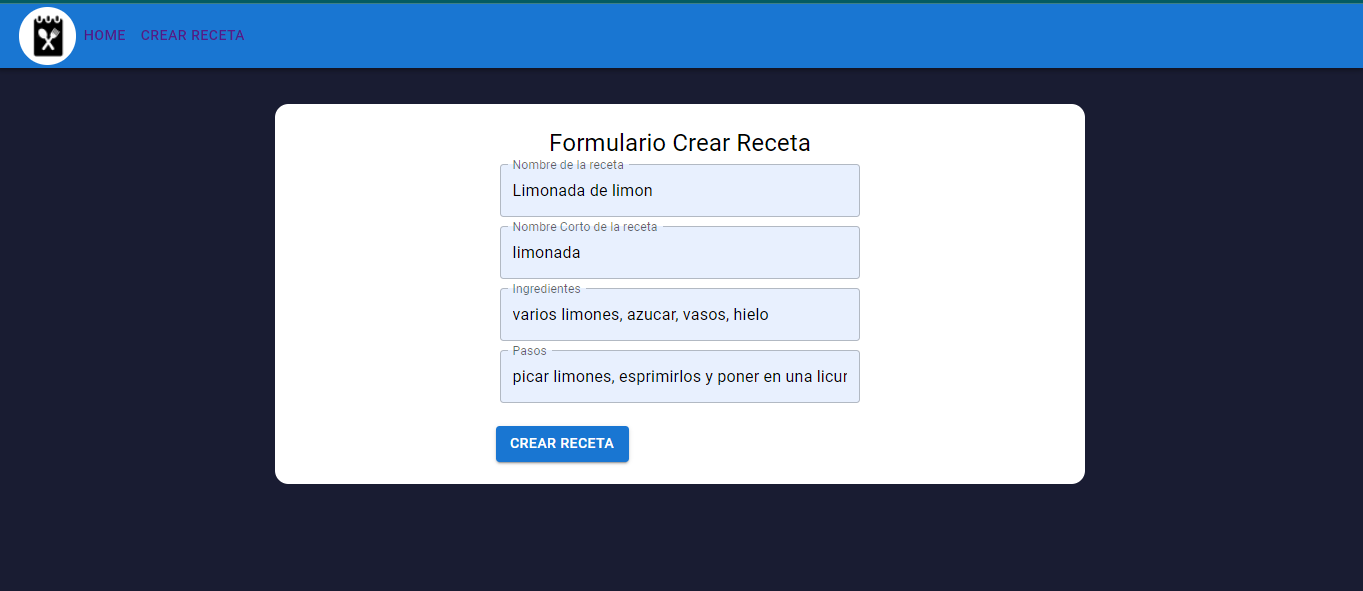 HOME CREAR RECETA
Formulario Crear Receta
Nombre de la receta
Limonada de limon
Nombre Corto de la receta
limonada
Ingredientes
varios limones, azucar, vasos, hielo
Pasos
picar limones, esprimirlos y poner en una licur
CREAR RECETA